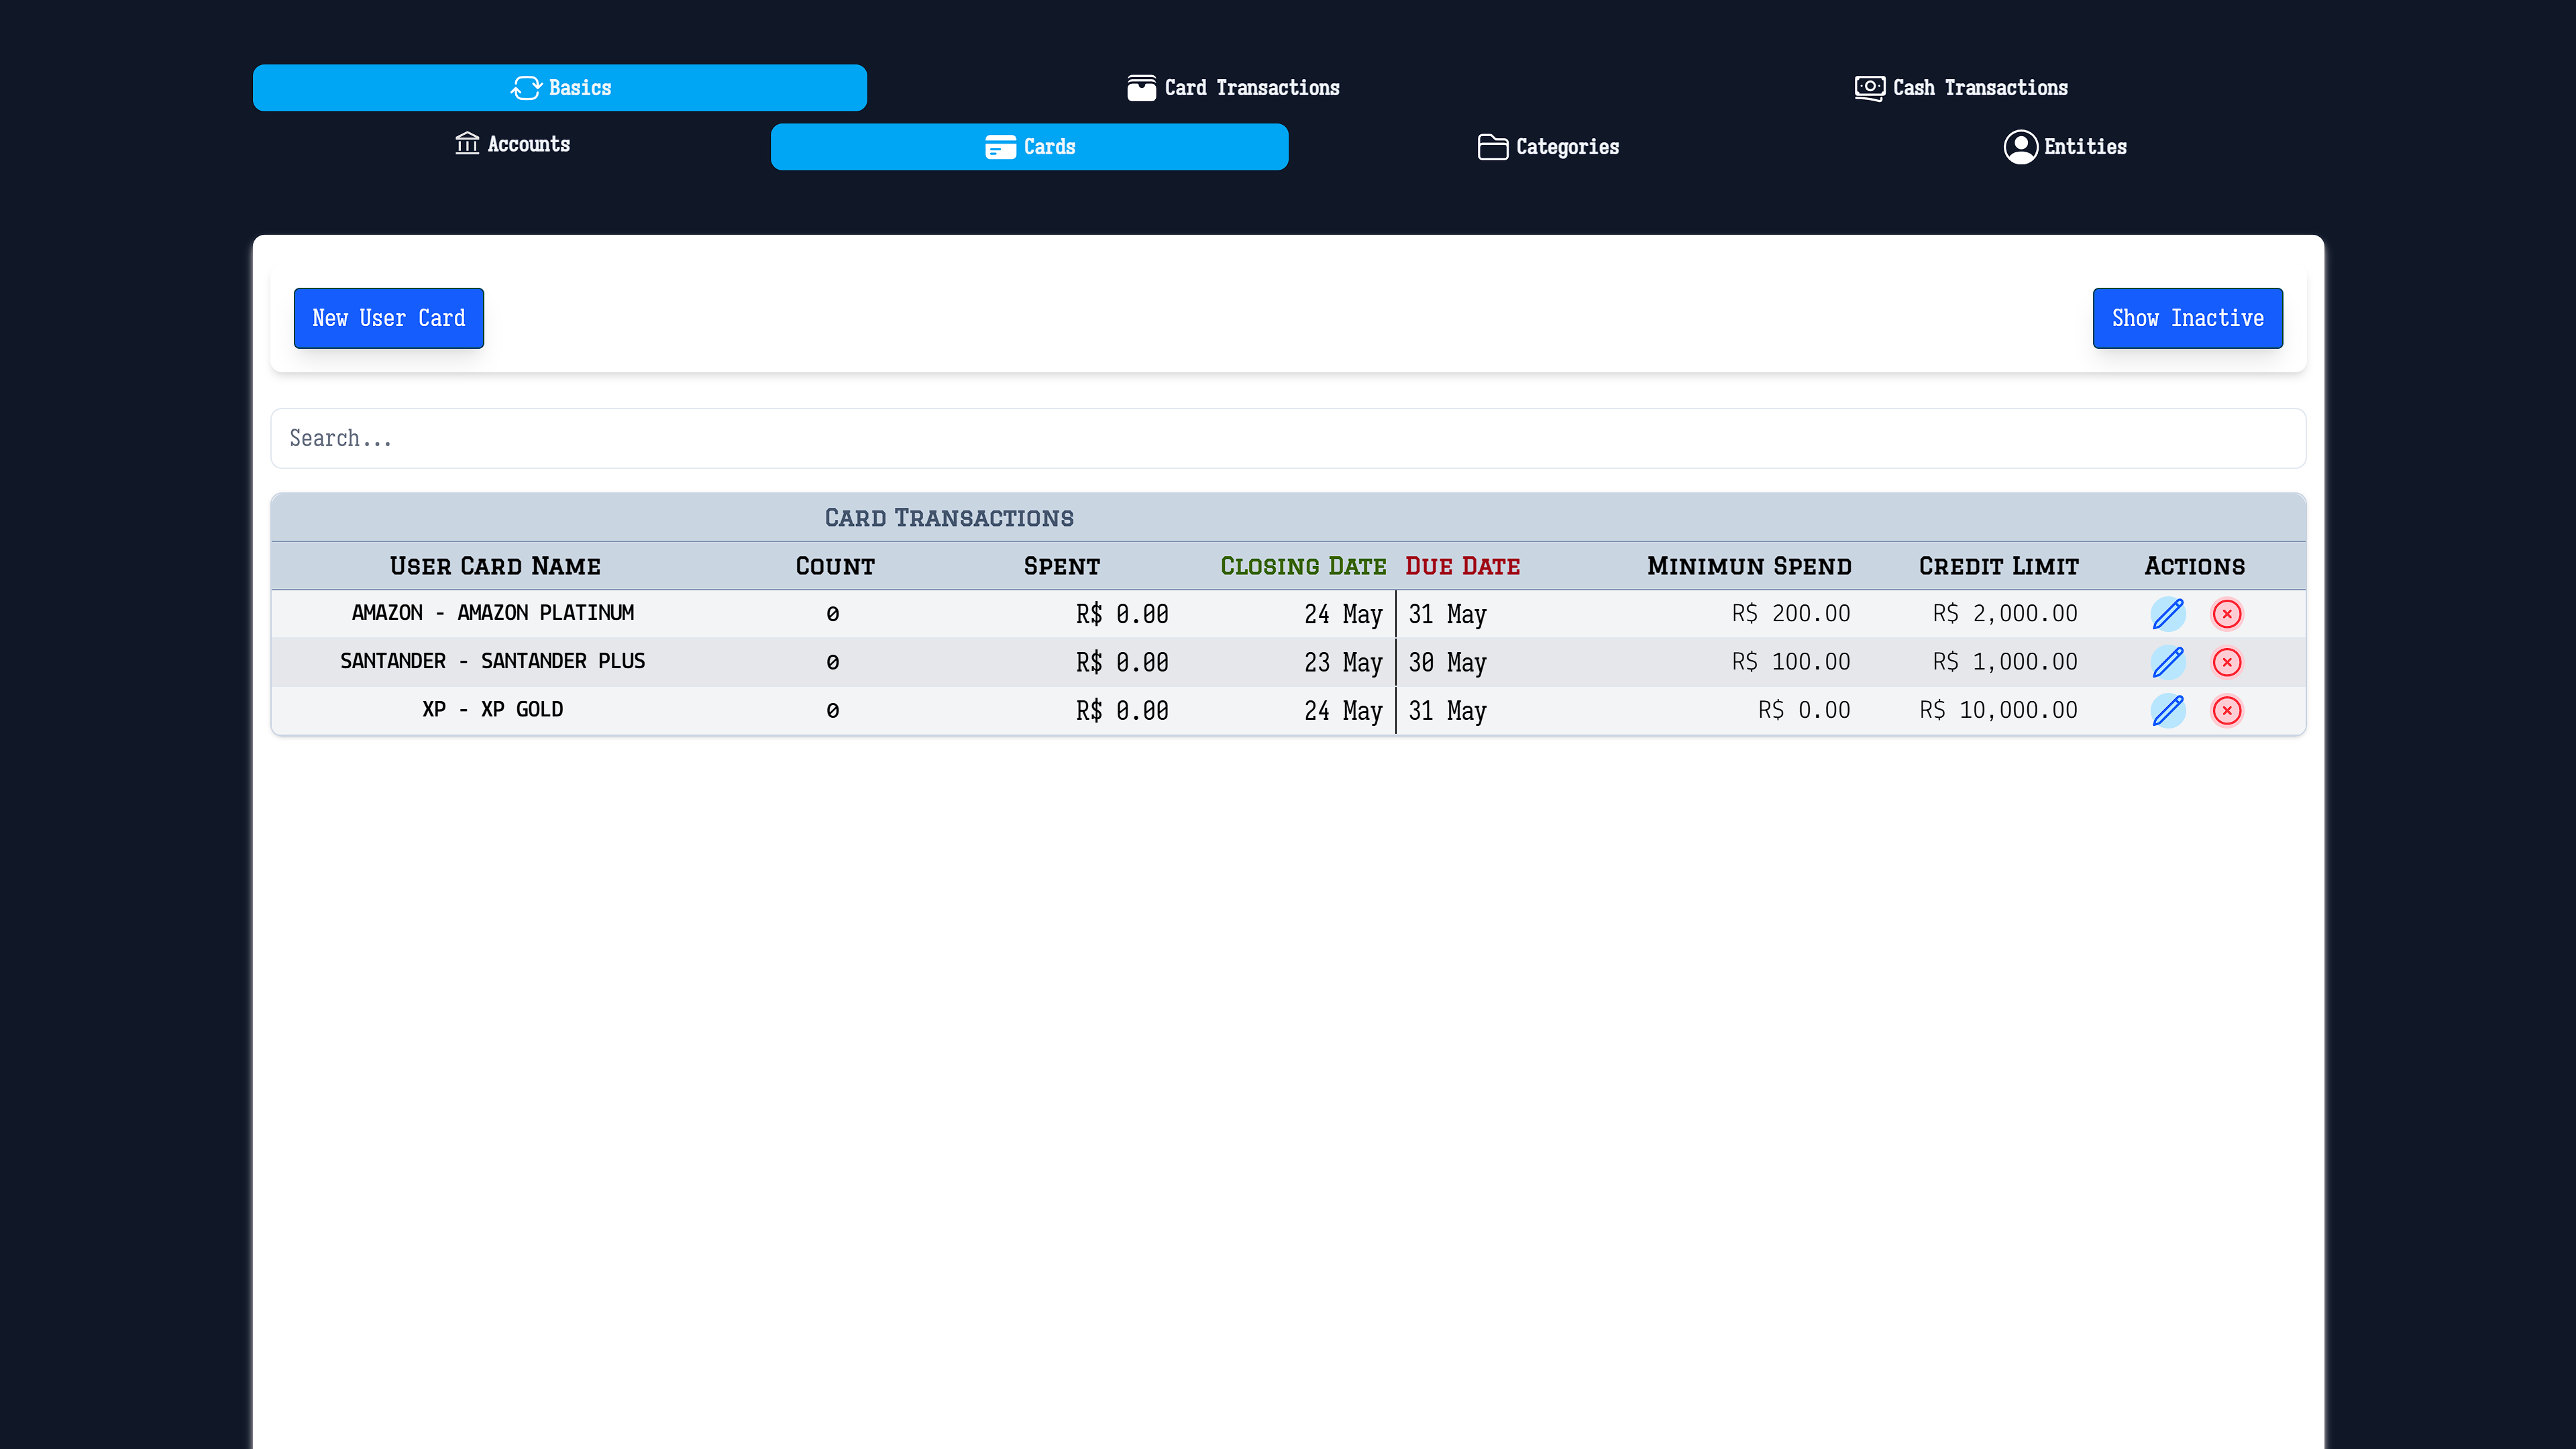 Basics Card Transactions Cash Transactions
Accounts Cards Categories Entities
New User Card Show Inactive
Search...
Card Transactions
User Card Name Count Spent Closing Date Due Date Minimun Spend Credit Limit Actions
AMAZON - AMAZON PLATINUM 0 R$ 0.00 24 May 31 May R$ 200.00 R$ 2,000.00
SANTANDER - SANTANDER PLUS 0 R$ 0.00 23 May 30 May R$ 100.00 R$ 1,000.00
XP - XP GOLD 0 R$ 0.00 24 May 31 May R$ 0.00 R$ 10,000.00